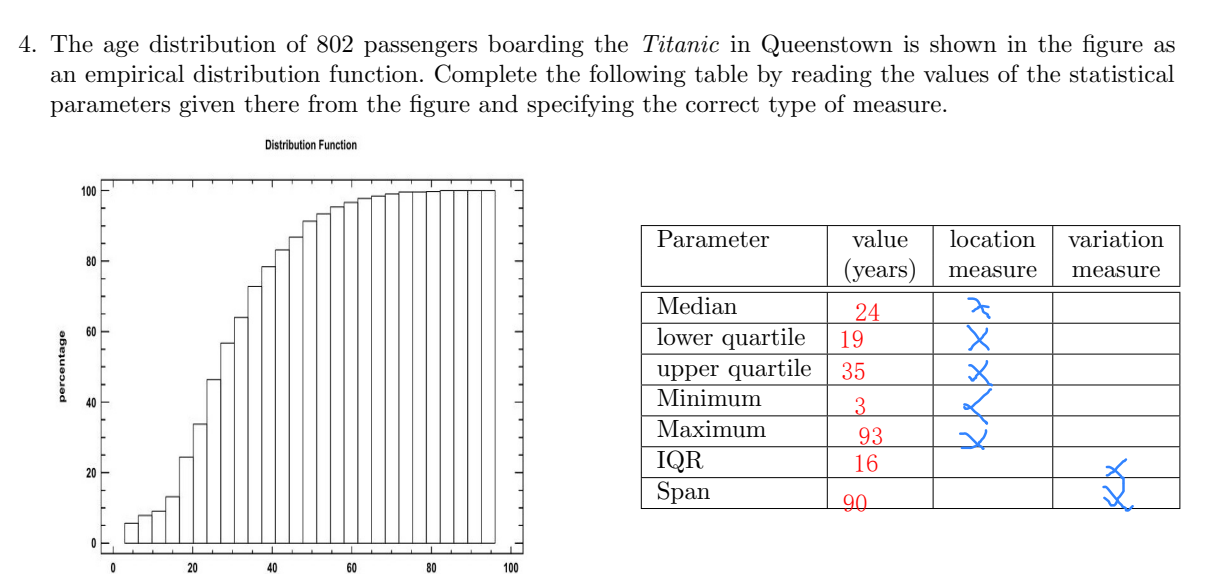 4. The age distribution of 802 passengers boarding the Titanic in Queenstown is shown in the figure as
an empirical distribution function. Complete the following table by reading the values of the statistical
parameters given there from the figure and specifying the correct type of measure.
Distribution Function
100
80
60
40
20
0
percentage
0 20 40 60 80 100
Parameter value location variation
(years) measure measure
Median 24 x
lower quartile 19 x
upper quartile 35 x
Minimum 3 x
Maximum 93 x
IQR 16 x
Span 90 x